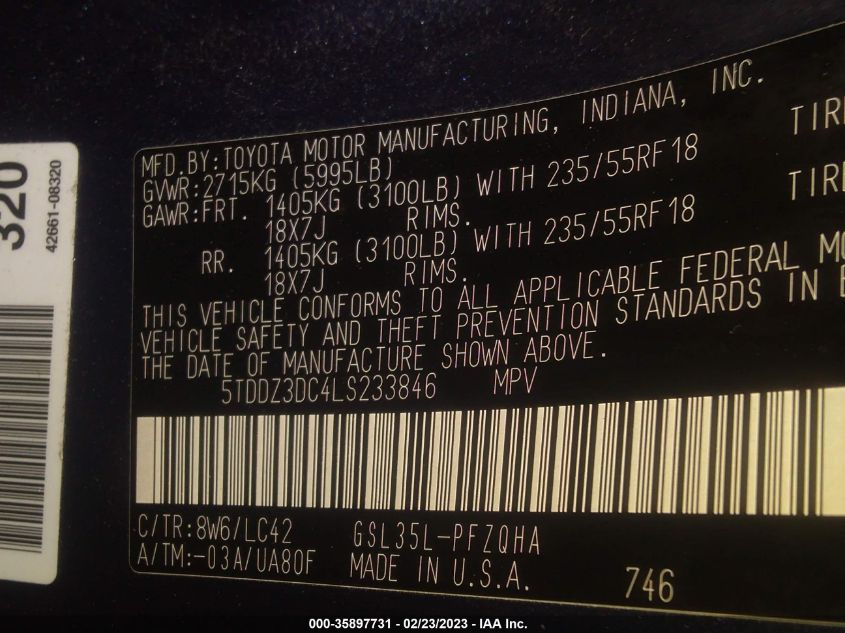 320
42661-08320
MFD.BY:TOYOTA MOTOR MANUFACTURING, INDIANA, INC.
GVWR:2715KG (5995LB)
GAWR:FRT. 1405KG (3100LB) WITH 235/55RF18 TIR
18X7J RIMS.
RR. 1405KG (3100LB) WITH 235/55RF18 TIR
18X7J RIMS.
THIS VEHICLE CONFORMS TO ALL APPLICABLE FEDERAL MO
VEHICLE SAFETY AND THEFT PREVENTION STANDARDS IN E
THE DATE OF MANUFACTURE SHOWN ABOVE.
5TDDZ3DC4LS233846 MPV
C/TR:8W6/LC42 GSL35L-PFZQHA
A/TM:-03A/UA80F MADE IN U.S.A. 746
000-35897731 - 02/23/2023 - IAA Inc.